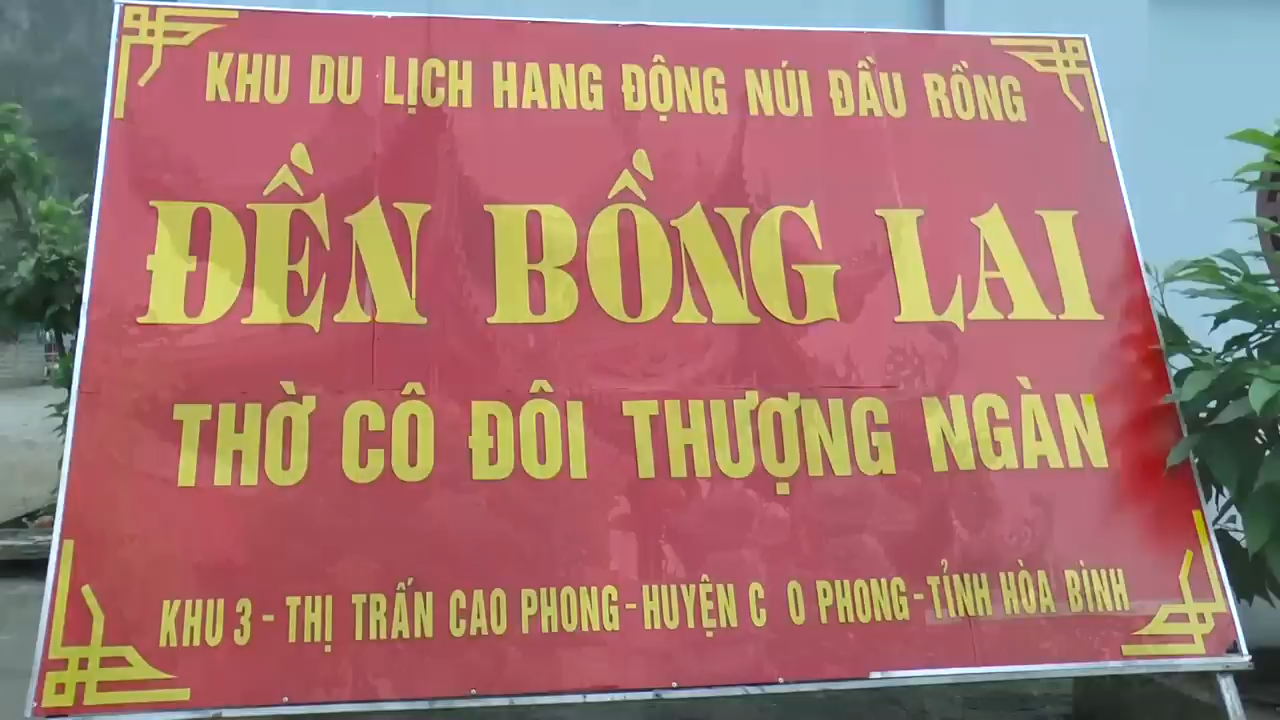 KHU DU LỊCH HANG ĐỘNG NÚI ĐẦU RỒNG
ĐỀN BỒNG LAI
THỜ CÔ ĐÔI THƯỢNG NGÀN
KHU 3 - THỊ TRẤN CAO PHONG - HUYỆN C O PHONG - TỈNH HÒA BÌNH